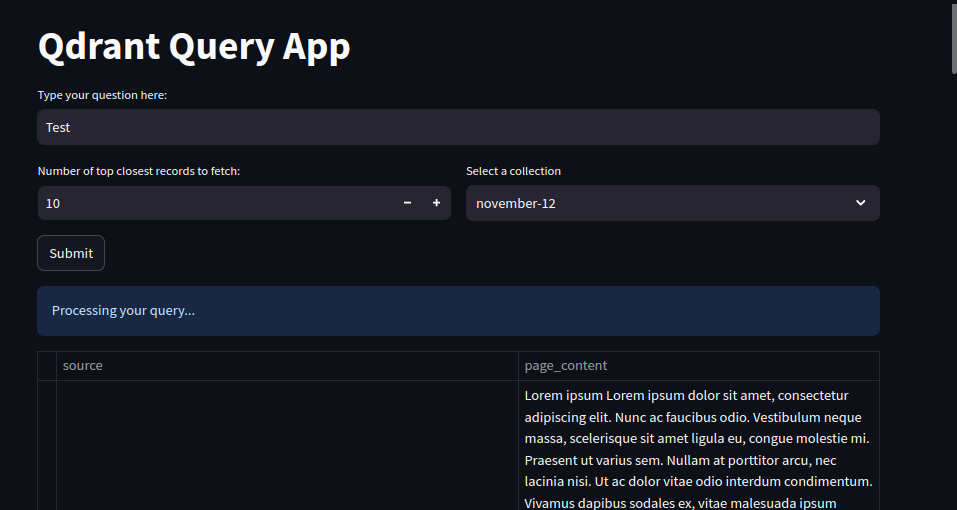 Qdrant Query App
Type your question here:
Test
Number of top closest records to fetch:
Select a collection
10
november-12
Submit
Processing your query...
source
page_content
Lorem ipsum Lorem ipsum dolor sit amet, consectetur
adipiscing elit. Nunc ac faucibus odio. Vestibulum neque
massa, scelerisque sit amet ligula eu, congue molestie mi.
Praesent ut varius sem. Nullam at porttitor arcu, nec
lacinia nisi. Ut ac dolor vitae odio interdum condimentum.
Vivamus dapibus sodales ex, vitae malesuada ipsum